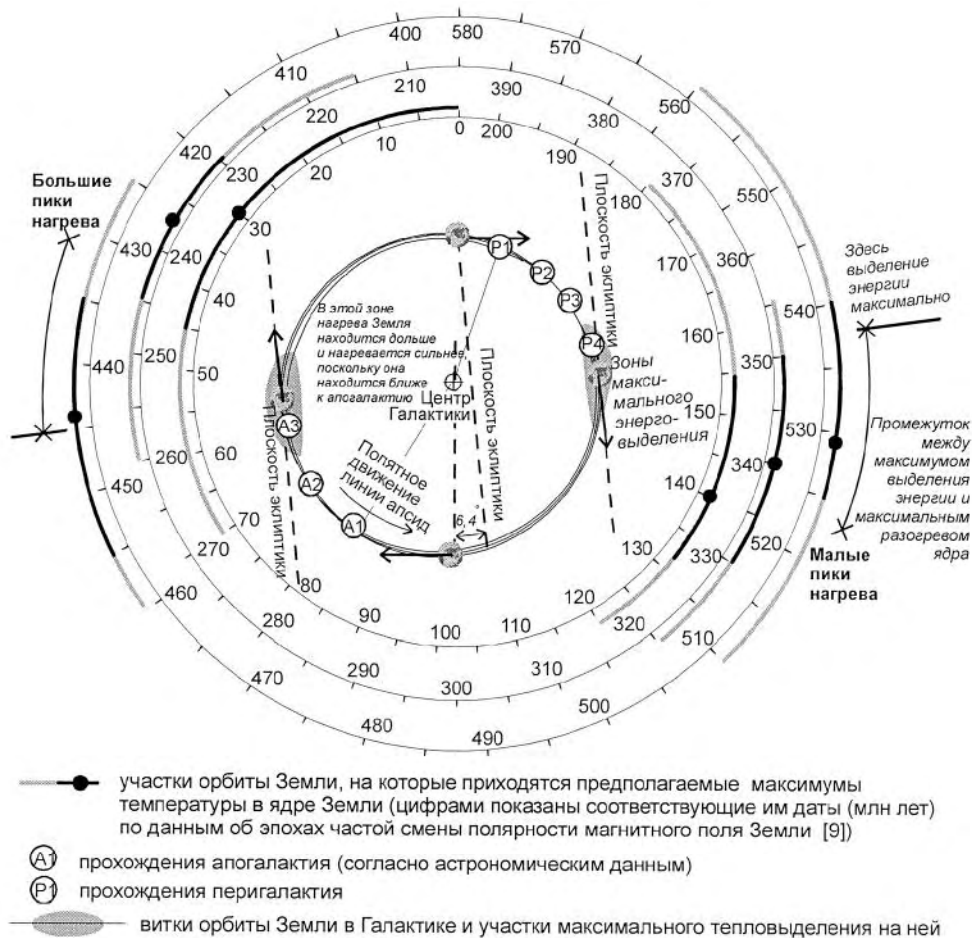 580
400
570
410
560
210
390
220
380
0
200
420
10
550
230
190
370
20
180
Большие
пики
нагрева
Плоскость эклиптики
30
430
240
170
360
P1
P2
P3
P4
Здесь
выделение
энергии
максимально
540
40
160
В этой зоне
нагрева Земля
находится дольше
и нагревается сильнее,
поскольку она
находится ближе
к апогалактию
250
350
440
50
Зоны
макси-
мального
энерго-
выделения
150
Центр
Галактики
Плоскость эклиптики
530
Промежуток
между
максимумом
выделения
энергии и
максимальным
разогревом
ядра
A3
60
260
340
Плоскость эклиптики
Попятное
движение
линии апсид
450
140
A2
6,4°
A1
70
270
130
330
520
Малые
пики
нагрева
80
120
460
90
100
110
320
510
280
290
300
310
470
500
480
490
участки орбиты Земли, на которые приходятся предполагаемые максимумы
температуры в ядре Земли (цифрами показаны соответствующие им даты (млн лет)
по данным об эпохах частой смены полярности магнитного поля Земли [9])
A1 прохождения апогалактия (согласно астрономическим данным)
P1 прохождения перигалактия
витки орбиты Земли в Галактике и участки максимального тепловыделения на ней